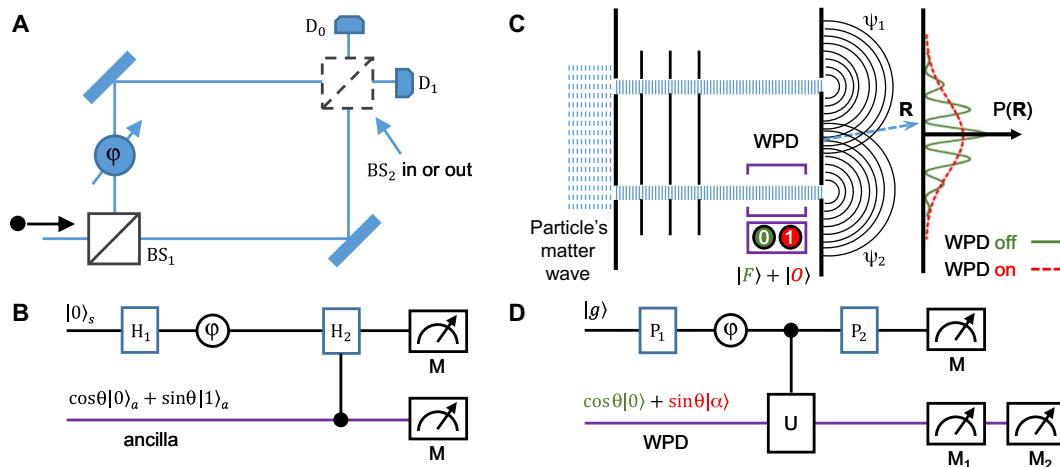 A
D₀
D₁
φ
BS₂ in or out
BS₁
B
|0⟩ₛ
H₁
φ
H₂
M
cosθ|0⟩ₐ + sinθ|1⟩ₐ
ancilla
M
C
ψ₁
R
P(R)
WPD
Particle's
matter
wave
0 1
|F⟩ + |O⟩
ψ₂
WPD off
WPD on
D
|g⟩
P₁
φ
P₂
M
cosθ|0⟩ + sinθ|α⟩
WPD
U
M₁
M₂